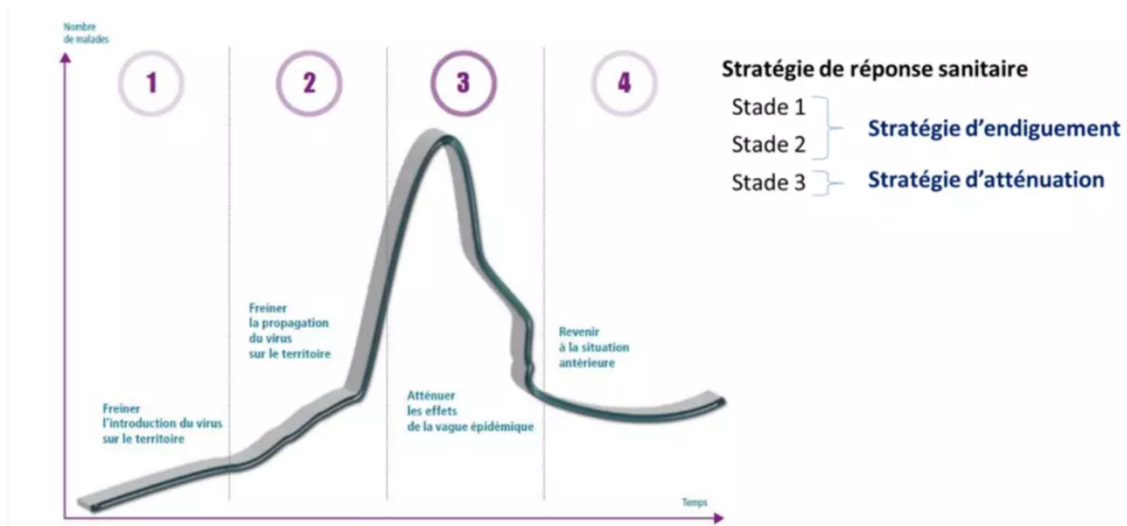 Nombre
de malades
1
2
3
4
Stratégie de réponse sanitaire
Stade 1
Stade 2
Stratégie d'endiguement
Stade 3
Stratégie d'atténuation
Freiner
l'introduction du virus
sur le territoire
Freiner
la propagation
du virus
sur le territoire
Atténuer
les effets
de la vague épidémique
Revenir
à la situation
antérieure
Temps